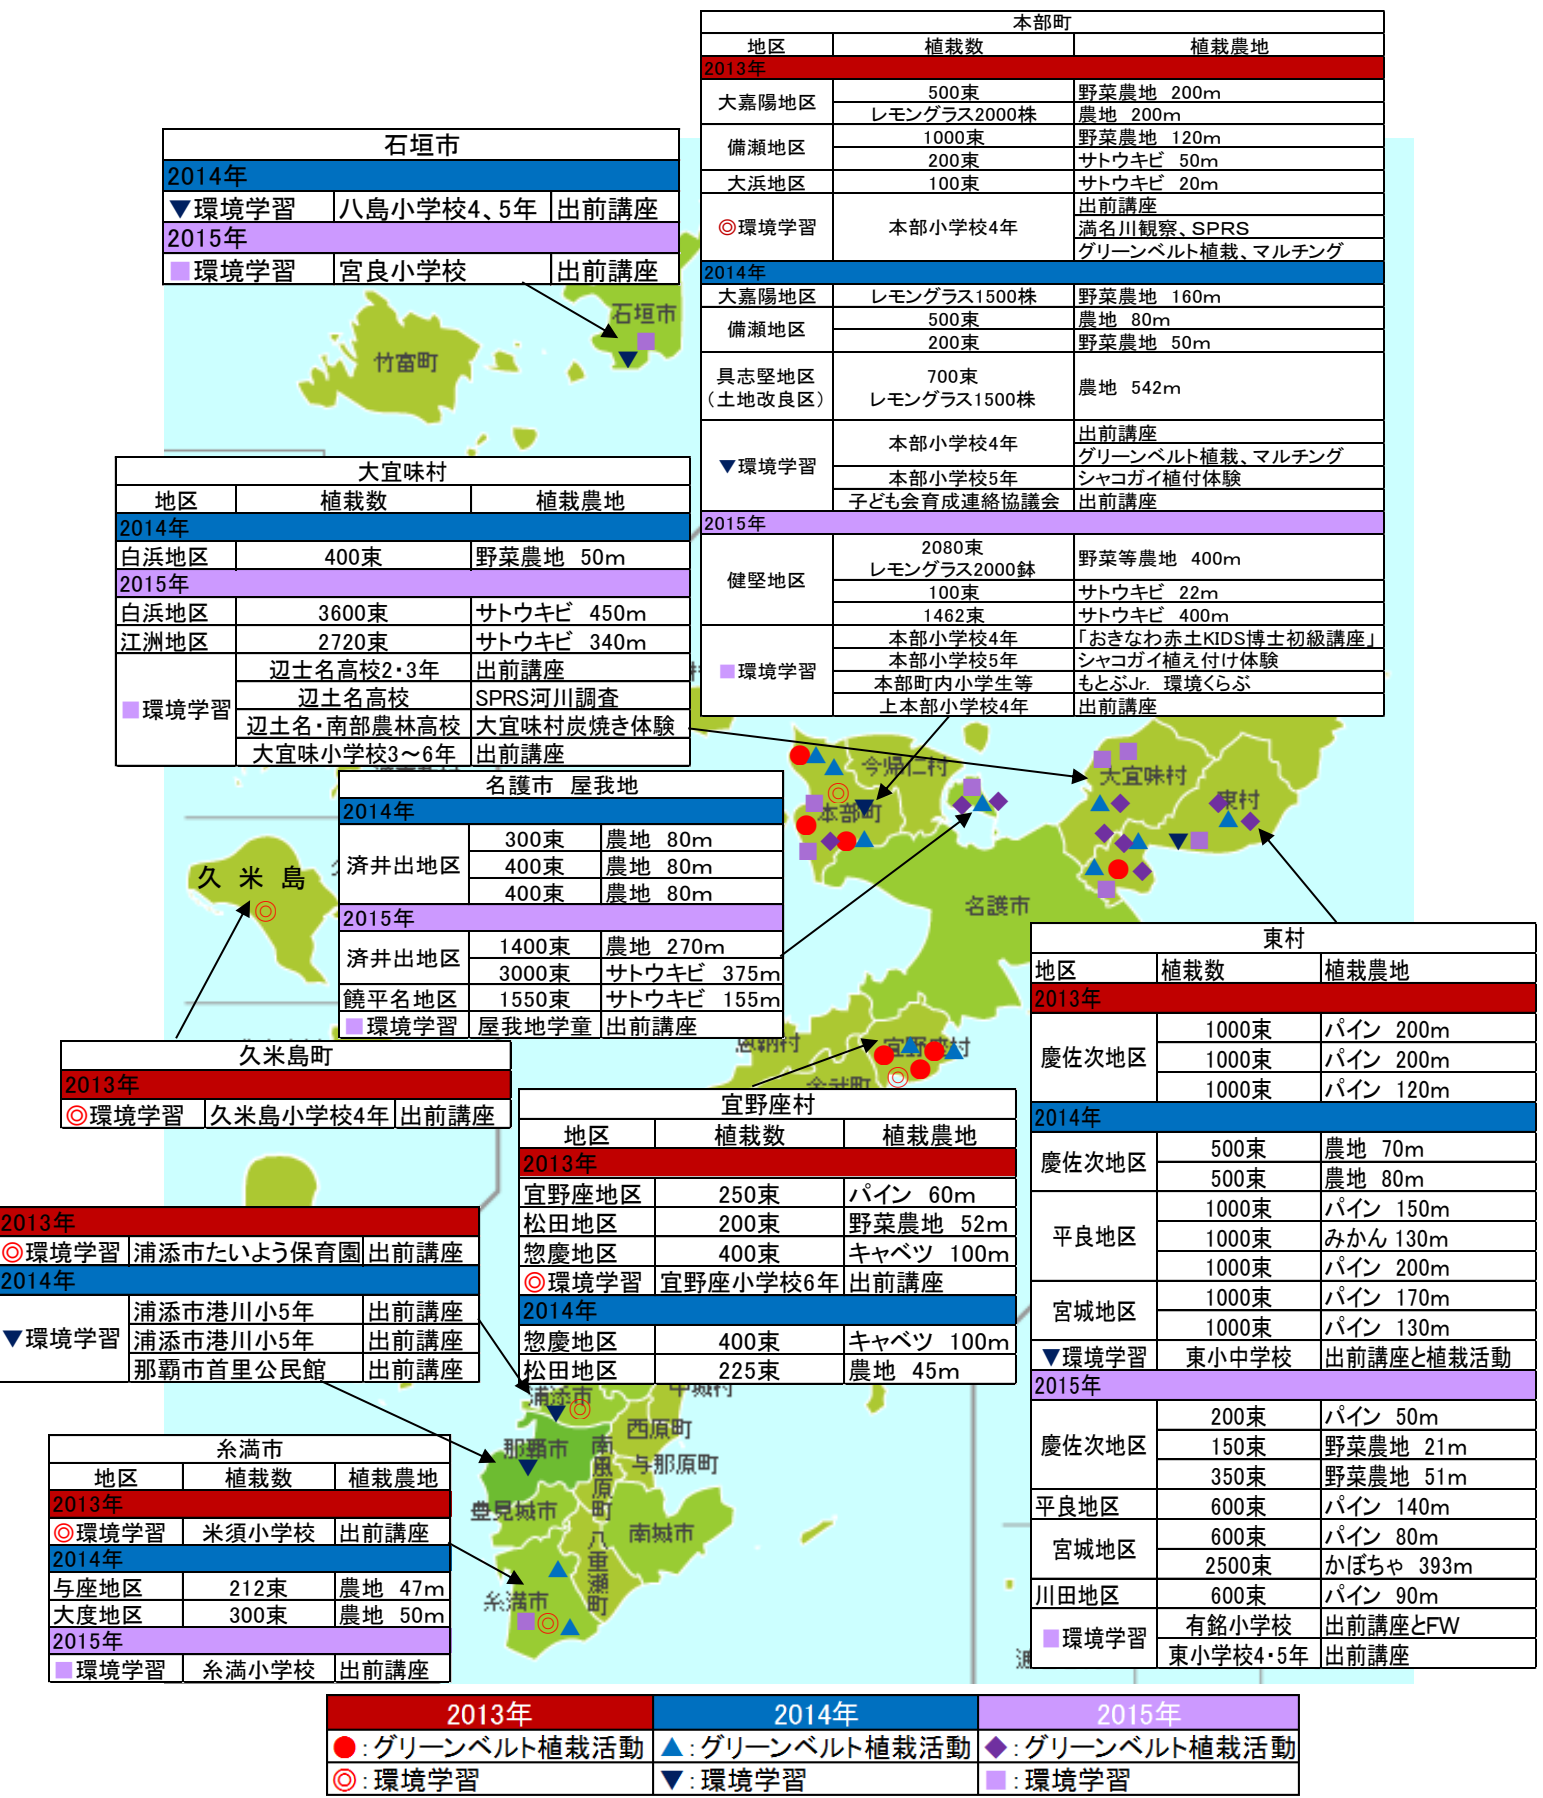 本部町
地区 植栽数 植栽農地
2013年
大嘉陽地区 500束 野菜農地 200m
レモングラス2000株 農地 200m
備瀬地区 1000束 野菜農地 120m
200束 サトウキビ 50m
大浜地区 100束 サトウキビ 20m
◎環境学習 本部小学校4年 出前講座
満名川観察、SPRS
グリーンベルト植栽、マルチング
2014年
大嘉陽地区 レモングラス1500株 野菜農地 160m
備瀬地区 500束 農地 80m
200束 野菜農地 50m
具志堅地区
(土地改良区)
700束
レモングラス1500株
農地 542m
▼環境学習 本部小学校4年 出前講座
グリーンベルト植栽、マルチング
本部小学校5年 シャコガイ植付体験
子ども会育成連絡協議会 出前講座
2015年
健堅地区 2080束
レモングラス2000鉢
野菜等農地 400m
100束 サトウキビ 22m
1462束 サトウキビ 400m
■環境学習 本部小学校4年 「おきなわ赤土KIDS博士初級講座」
本部小学校5年 シャコガイ植え付け体験
本部町内小学生等 もとぶJr. 環境くらぶ
上本部小学校4年 出前講座
石垣市
2014年
▼環境学習 八島小学校4、5年 出前講座
2015年
■環境学習 宮良小学校 出前講座
石垣市
竹富町
大宜味村
地区 植栽数 植栽農地
2014年
白浜地区 400束 野菜農地 50m
2015年
白浜地区 3600束 サトウキビ 450m
江洲地区 2720束 サトウキビ 340m
■環境学習 辺士名高校2・3年 出前講座
辺土名高校 SPRS河川調査
辺土名・南部農林高校 大宜味村炭焼き体験
大宜味小学校3〜6年 出前講座
今帰仁村
本部町
大宜味村
東村
名護市
名護市 屋我地
2014年
済井出地区 300束 農地 80m
400束 農地 80m
400束 農地 80m
2015年
済井出地区 1400束 農地 270m
3000束 サトウキビ 375m
饒平名地区 1550束 サトウキビ 155m
■環境学習 屋我地学童 出前講座
久米島
恩納村
宜野座村
金武町
久米島町
2013年
◎環境学習 久米島小学校4年 出前講座
宜野座村
地区 植栽数 植栽農地
2013年
宜野座地区 250束 パイン 60m
松田地区 200束 野菜農地 52m
惣慶地区 400束 キャベツ 100m
◎環境学習 宜野座小学校6年 出前講座
2014年
惣慶地区 400束 キャベツ 100m
松田地区 225束 農地 45m
東村
地区 植栽数 植栽農地
2013年
慶佐次地区 1000束 パイン 200m
1000束 パイン 200m
1000束 パイン 120m
2014年
慶佐次地区 500束 農地 70m
500束 農地 80m
平良地区 1000束 パイン 150m
1000束 みかん 130m
1000束 パイン 200m
宮城地区 1000束 パイン 170m
1000束 パイン 130m
▼環境学習 東小中学校 出前講座と植栽活動
2015年
慶佐次地区 200束 パイン 50m
150束 野菜農地 21m
350束 野菜農地 51m
平良地区 600束 パイン 140m
宮城地区 600束 パイン 80m
2500束 かぼちゃ 393m
川田地区 600束 パイン 90m
■環境学習 有銘小学校 出前講座とFW
東小学校4・5年 出前講座
2013年
◎環境学習 浦添市たいよう保育園 出前講座
2014年
▼環境学習 浦添市港川小5年 出前講座
浦添市港川小5年 出前講座
那覇市首里公民館 出前講座
浦添市
中城村
西原町
那覇市
南風原町
与那原町
豊見城市
南城市
八重瀬町
糸満市
糸満市
地区 植栽数 植栽農地
2013年
◎環境学習 米須小学校 出前講座
2014年
与座地区 212束 農地 47m
大度地区 300束 農地 50m
2015年
■環境学習 糸満小学校 出前講座
2013年 2014年 2015年
●:グリーンベルト植栽活動 ▲:グリーンベルト植栽活動 ◆:グリーンベルト植栽活動
◎:環境学習 ▼:環境学習 ■:環境学習